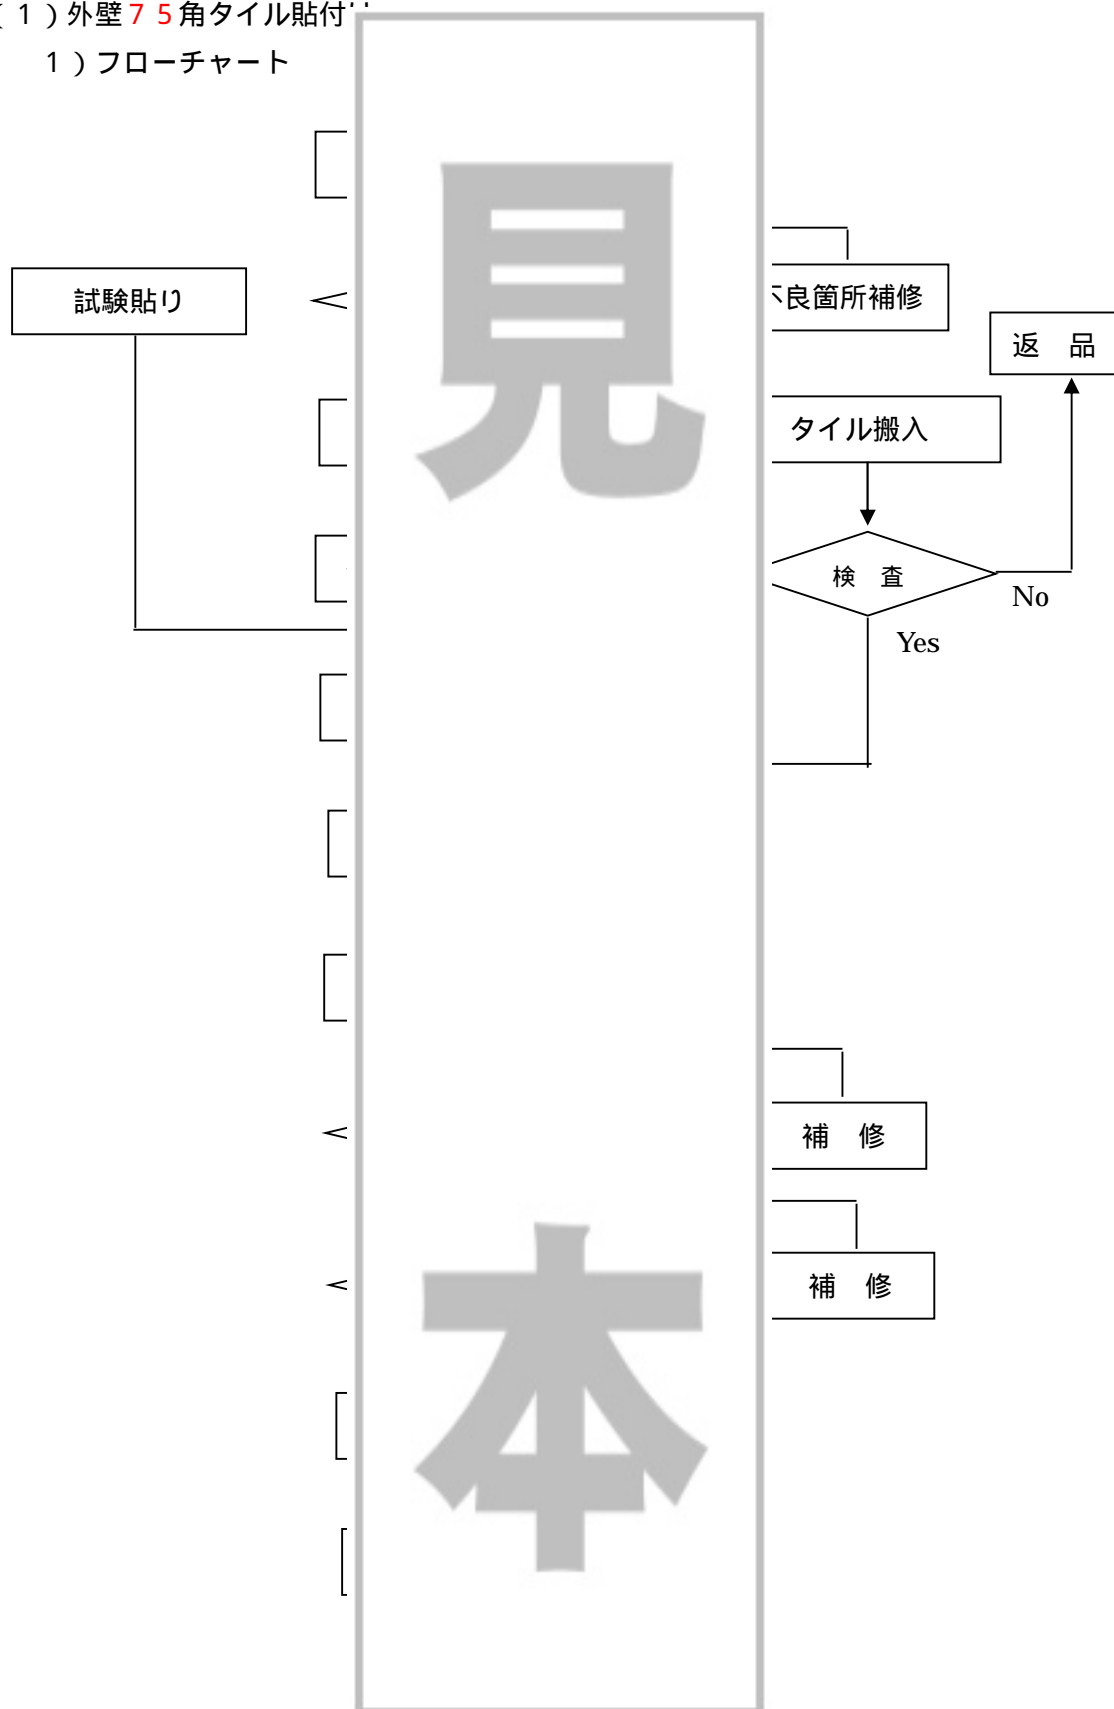 (１)外壁７５角タイル貼付け
１)フローチャート
試験貼り
不良箇所補修
返　品
タイル搬入
検　査
No
Yes
補　修
補　修
見
本